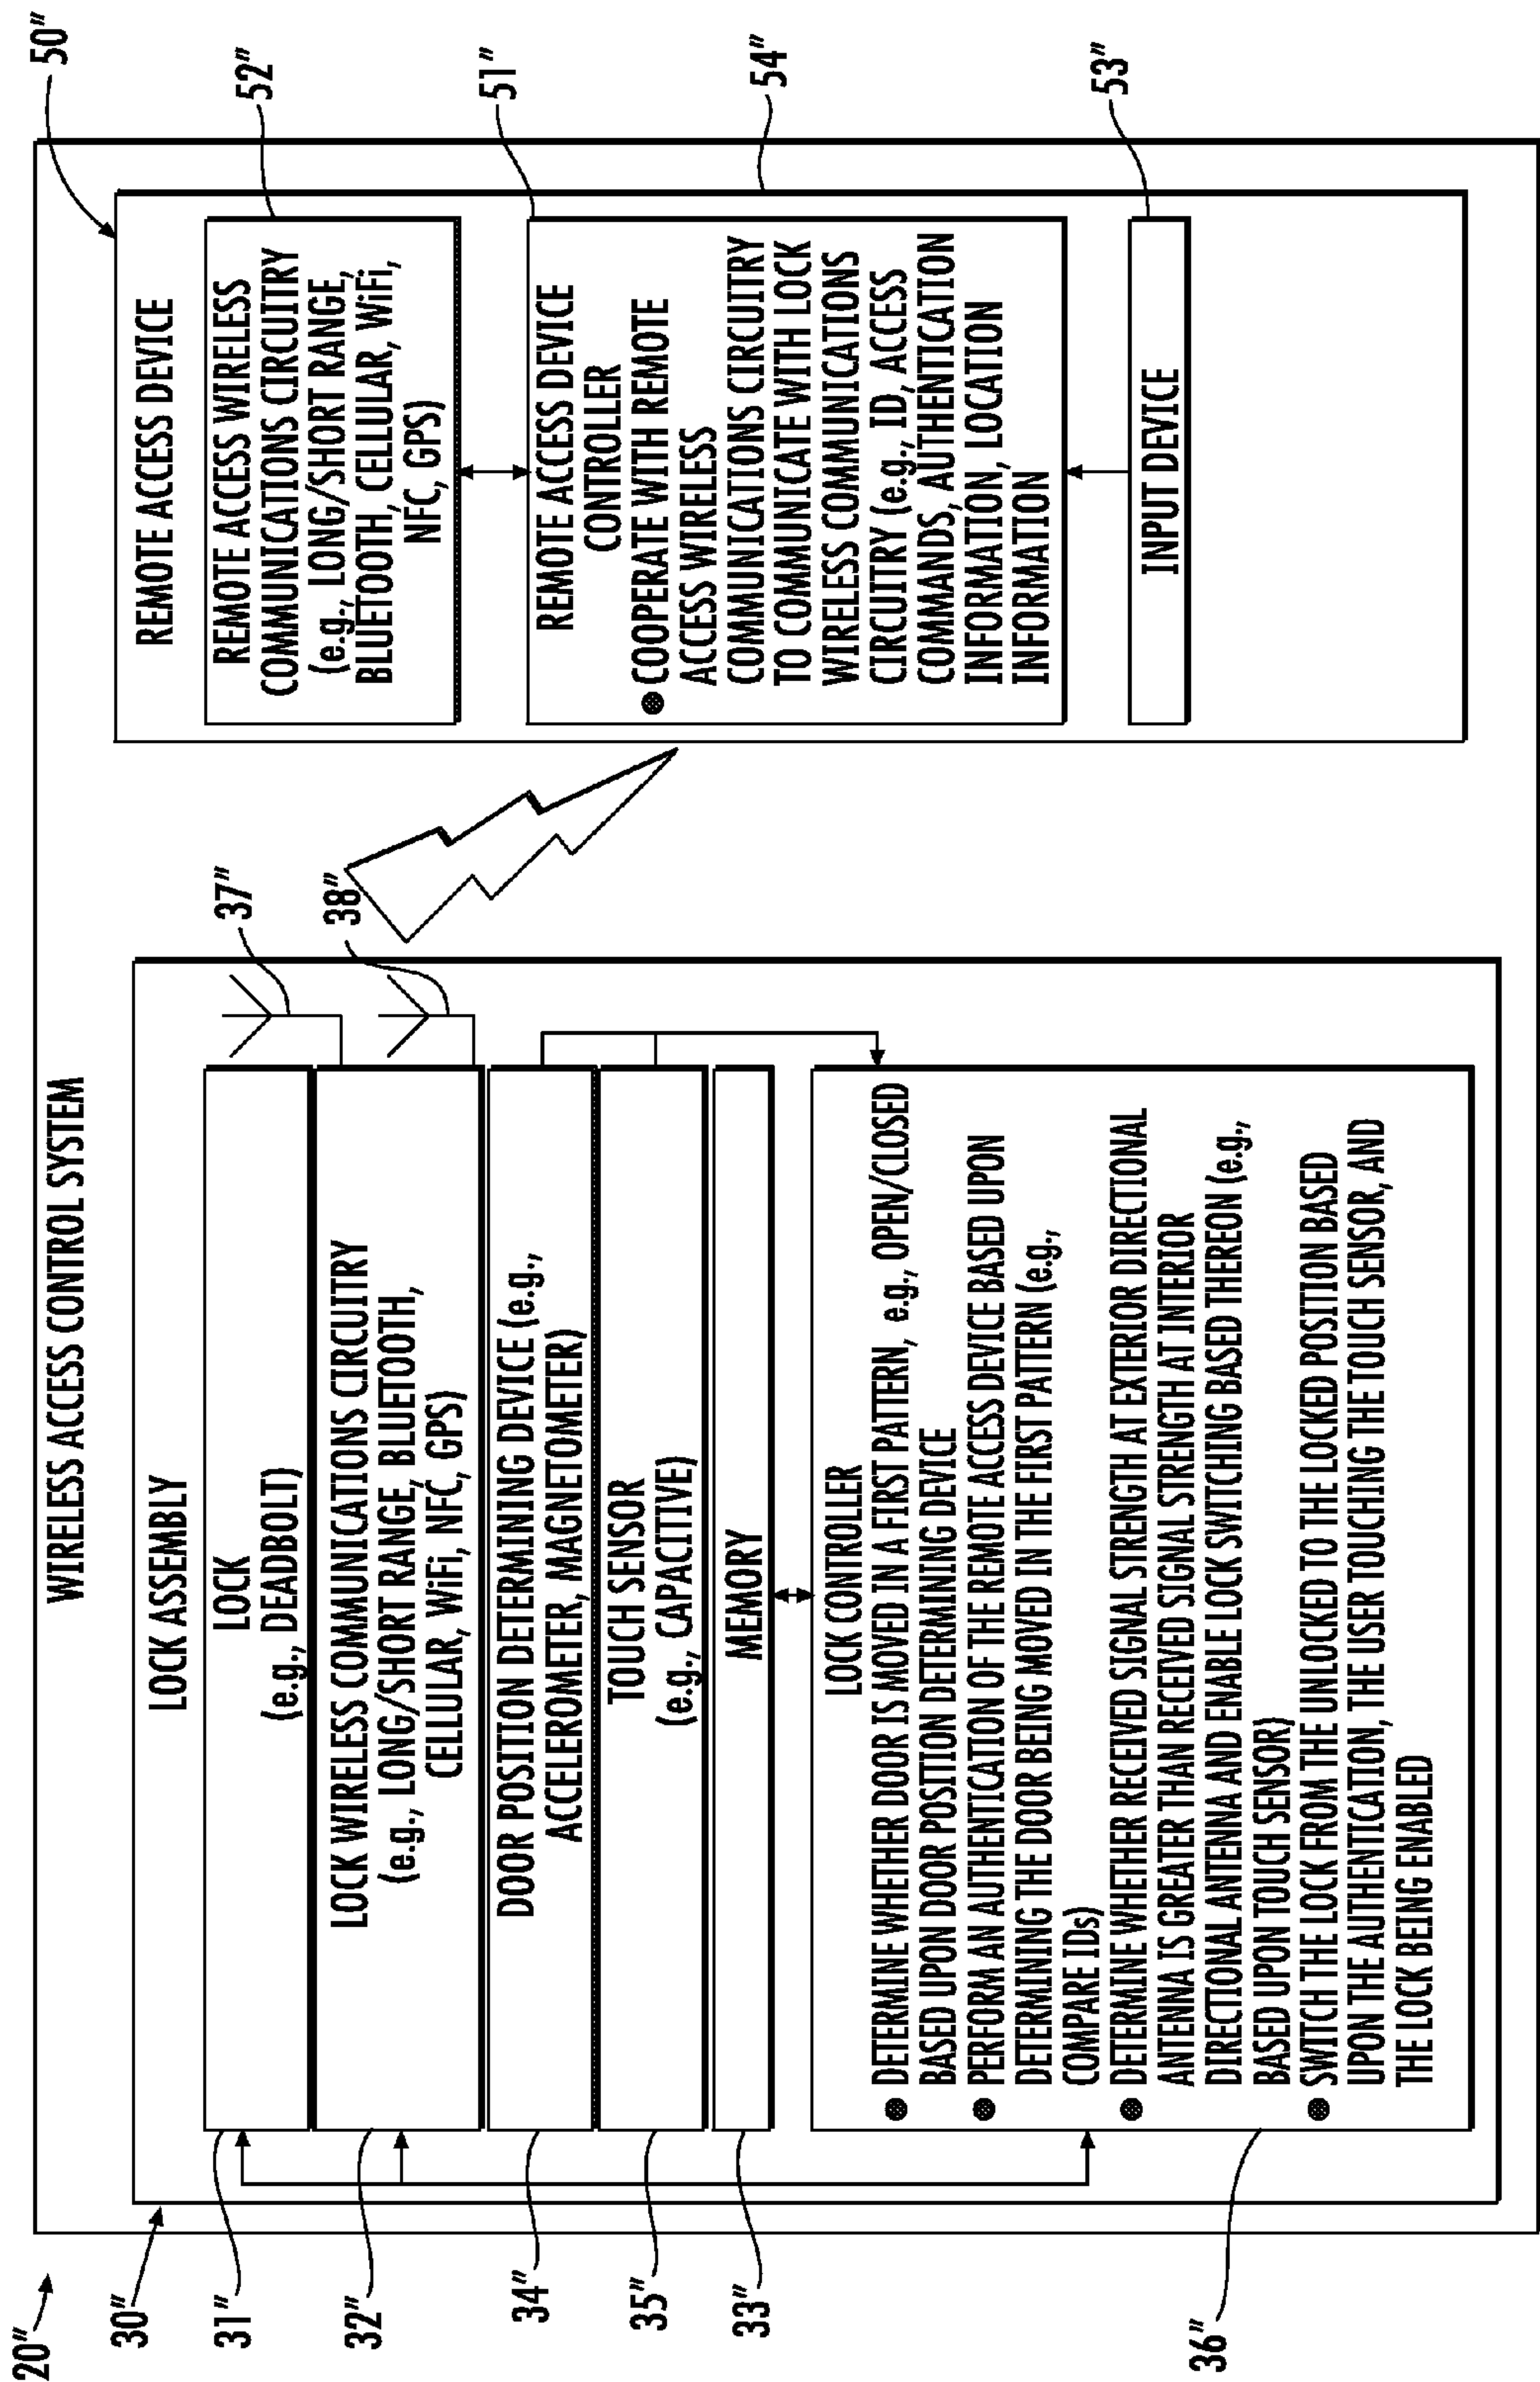 WIRELESS ACCESS CONTROL SYSTEM
20″
30″
LOCK ASSEMBLY
31″
LOCK
(e.g., DEADBOLT)
32″
LOCK WIRELESS COMMUNICATIONS CIRCUITRY
(e.g., LONG/SHORT RANGE, BLUETOOTH,
CELLULAR, WiFi, NFC, GPS)
37″
38″
34″
DOOR POSITION DETERMINING DEVICE (e.g.,
ACCELEROMETER, MAGNETOMETER)
35″
TOUCH SENSOR
(e.g., CAPACITIVE)
33″
MEMORY
36″
LOCK CONTROLLER
● DETERMINE WHETHER DOOR IS MOVED IN A FIRST PATTERN, e.g., OPEN/CLOSED
BASED UPON DOOR POSITION DETERMINING DEVICE
● PERFORM AN AUTHENTICATION OF THE REMOTE ACCESS DEVICE BASED UPON
DETERMINING THE DOOR BEING MOVED IN THE FIRST PATTERN (e.g.,
COMPARE IDs)
● DETERMINE WHETHER RECEIVED SIGNAL STRENGTH AT EXTERIOR DIRECTIONAL
ANTENNA IS GREATER THAN RECEIVED SIGNAL STRENGTH AT INTERIOR
DIRECTIONAL ANTENNA AND ENABLE LOCK SWITCHING BASED THEREON (e.g.,
BASED UPON TOUCH SENSOR)
● SWITCH THE LOCK FROM THE UNLOCKED TO THE LOCKED POSITION BASED
UPON THE AUTHENTICATION, THE USER TOUCHING THE TOUCH SENSOR, AND
THE LOCK BEING ENABLED
50″
REMOTE ACCESS DEVICE
52″
REMOTE ACCESS WIRELESS
COMMUNICATIONS CIRCUITRY
(e.g., LONG/SHORT RANGE,
BLUETOOTH, CELLULAR, WiFi,
NFC, GPS)
51″
REMOTE ACCESS DEVICE
CONTROLLER
● COOPERATE WITH REMOTE
ACCESS WIRELESS
COMMUNICATIONS CIRCUITRY
TO COMMUNICATE WITH LOCK
WIRELESS COMMUNICATIONS
CIRCUITRY (e.g., ID, ACCESS
COMMANDS, AUTHENTICATION
INFORMATION, LOCATION
INFORMATION
54″
53″
INPUT DEVICE